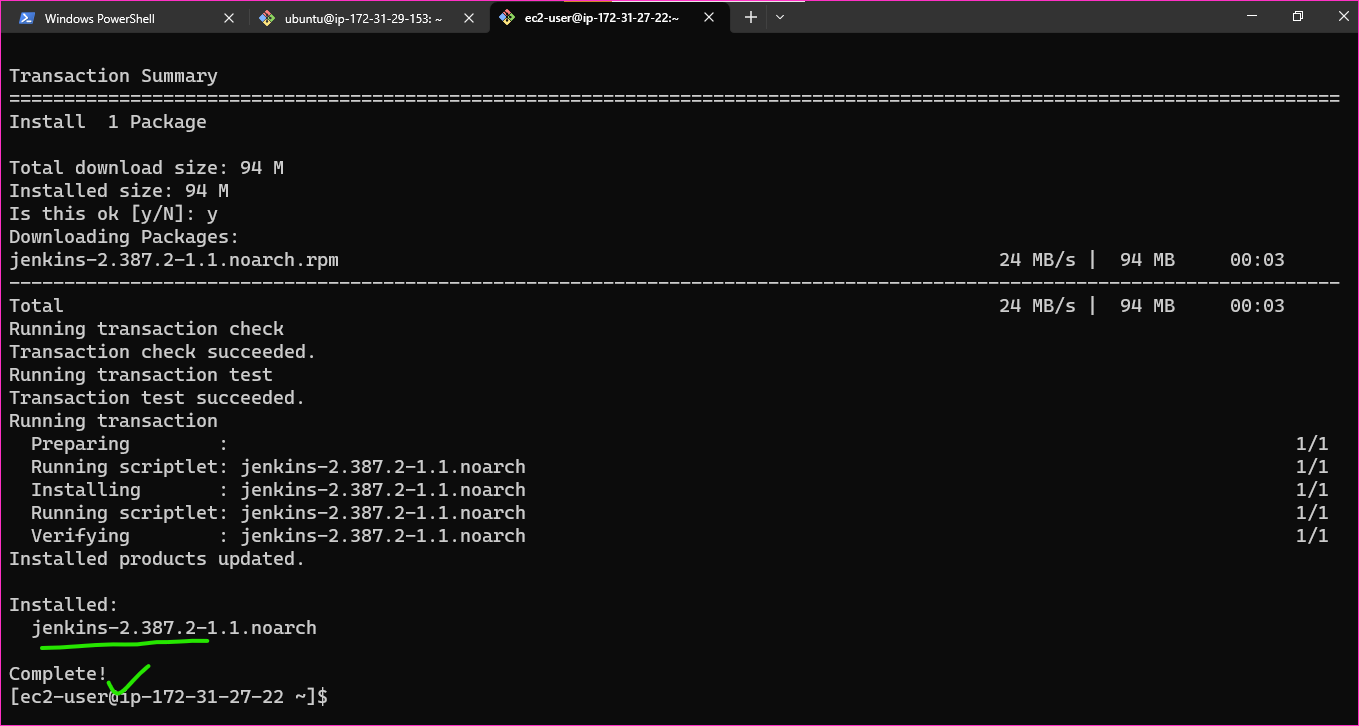 Windows PowerShell
ubuntu@ip-172-31-29-153: ~
ec2-user@ip-172-31-27-22:~
Transaction Summary
================================================================================
Install  1 Package
Total download size: 94 M
Installed size: 94 M
Is this ok [y/N]: y
Downloading Packages:
jenkins-2.387.2-1.1.noarch.rpm 24 MB/s | 94 MB 00:03
--------------------------------------------------------------------------------
Total 24 MB/s | 94 MB 00:03
Running transaction check
Transaction check succeeded.
Running transaction test
Transaction test succeeded.
Running transaction
Preparing        : 1/1
Running scriptlet: jenkins-2.387.2-1.1.noarch 1/1
Installing       : jenkins-2.387.2-1.1.noarch 1/1
Running scriptlet: jenkins-2.387.2-1.1.noarch 1/1
Verifying        : jenkins-2.387.2-1.1.noarch 1/1
Installed products updated.
Installed:
jenkins-2.387.2-1.1.noarch
Complete!
[ec2-user@ip-172-31-27-22 ~]$